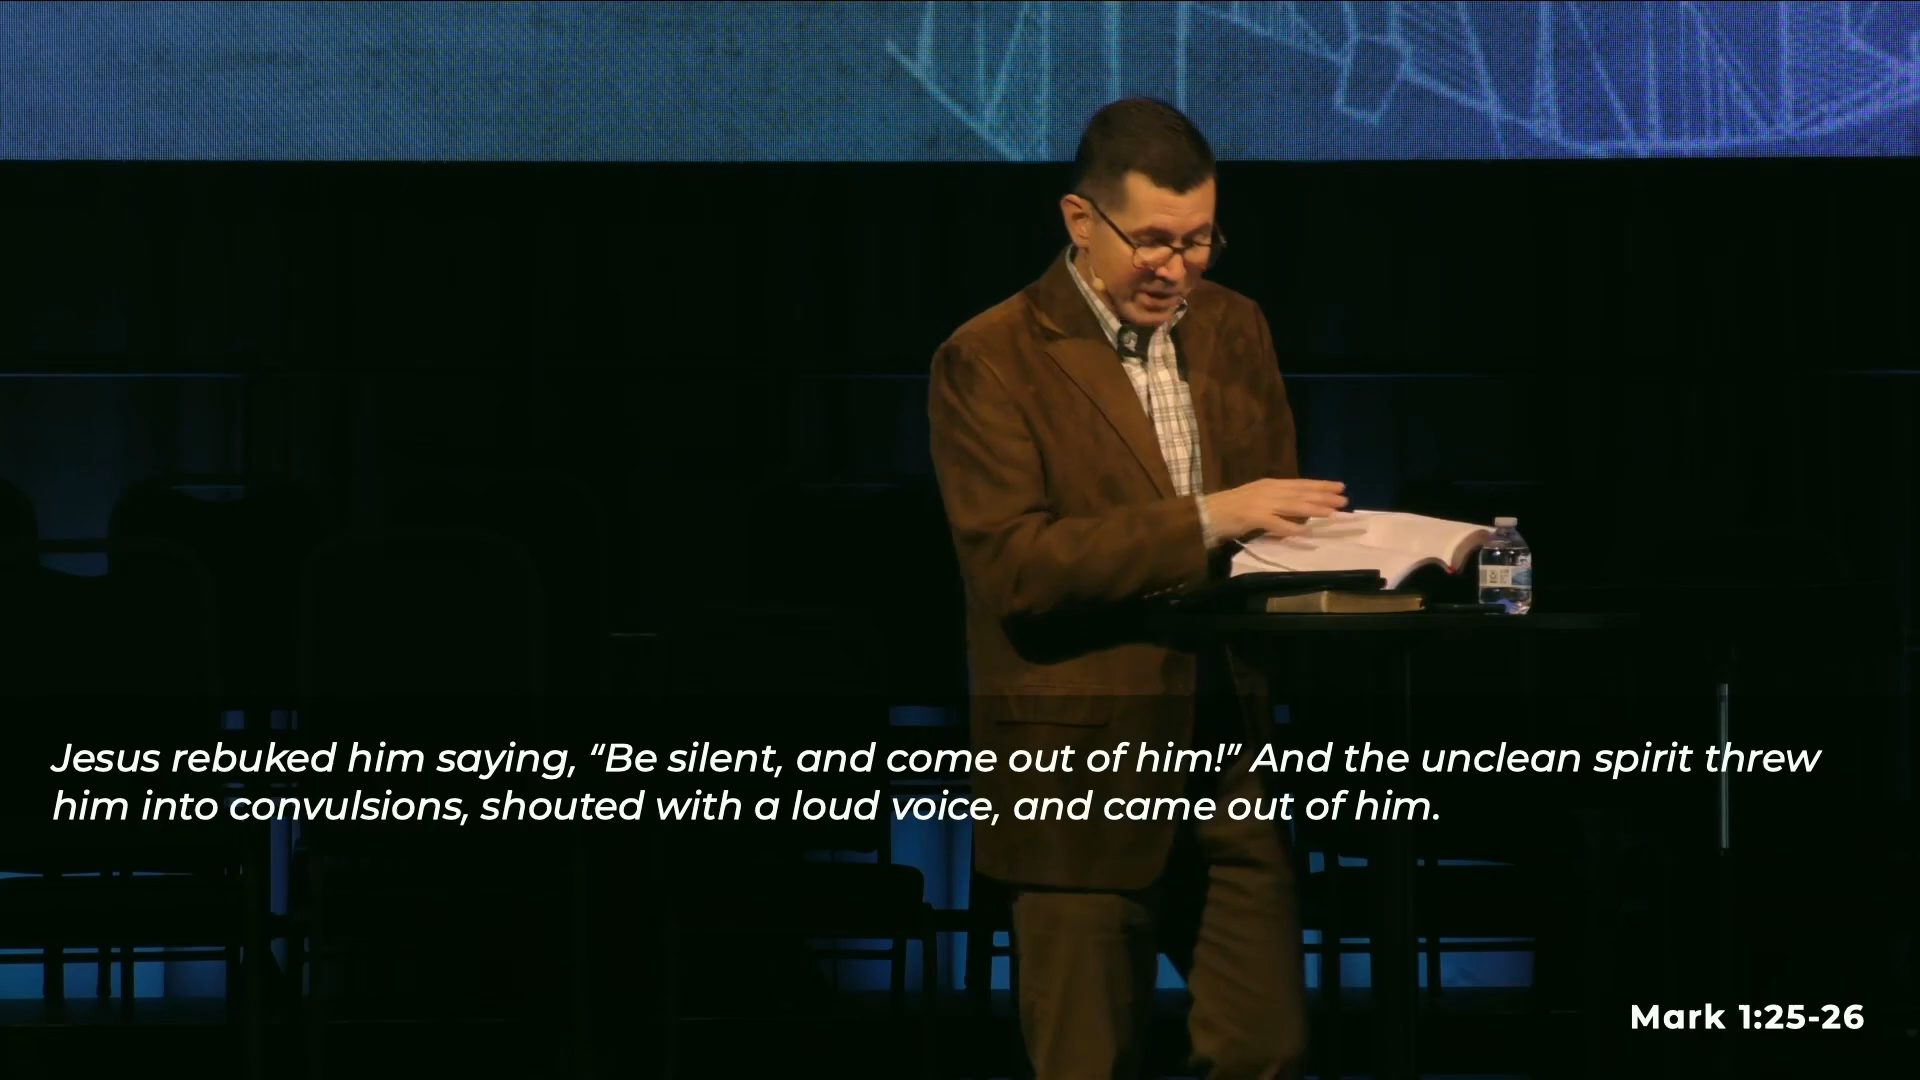 Jesus rebuked him saying, “Be silent, and come out of him!” And the unclean spirit threw
him into convulsions, shouted with a loud voice, and came out of him.
Mark 1:25-26